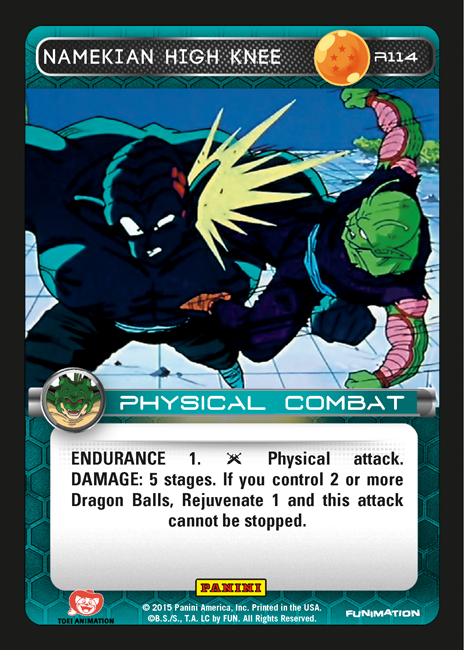 NAMEKIAN HIGH KNEE R114
PHYSICAL COMBAT
ENDURANCE 1. Physical attack.
DAMAGE: 5 stages. If you control 2 or more
Dragon Balls, Rejuvenate 1 and this attack
cannot be stopped.
PANINI
© 2015 Panini America, Inc. Printed in the USA.
©B.S./S., T.A. LC by FUN. All Rights Reserved.
TOEI ANIMATION
FUNIMATION